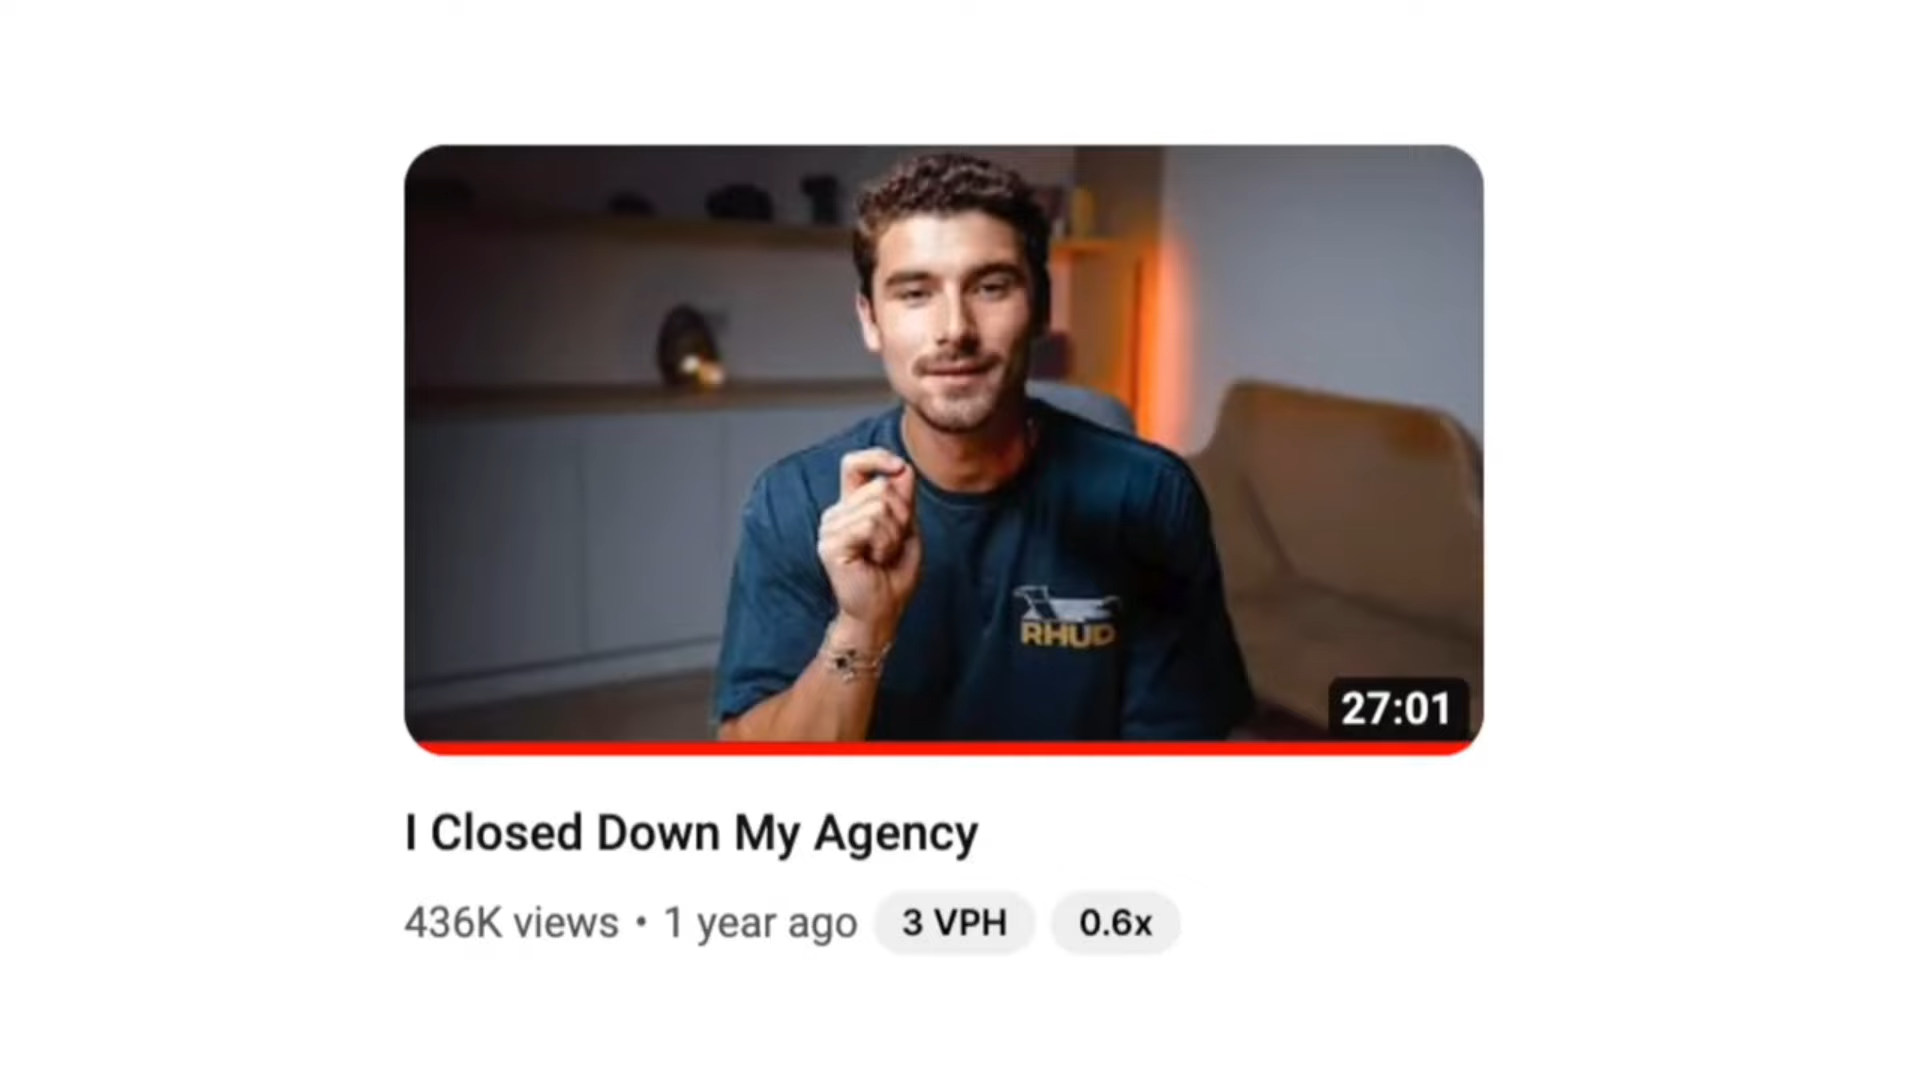 RHUD
27:01
I Closed Down My Agency
436K views • 1 year ago 3 VPH 0.6x